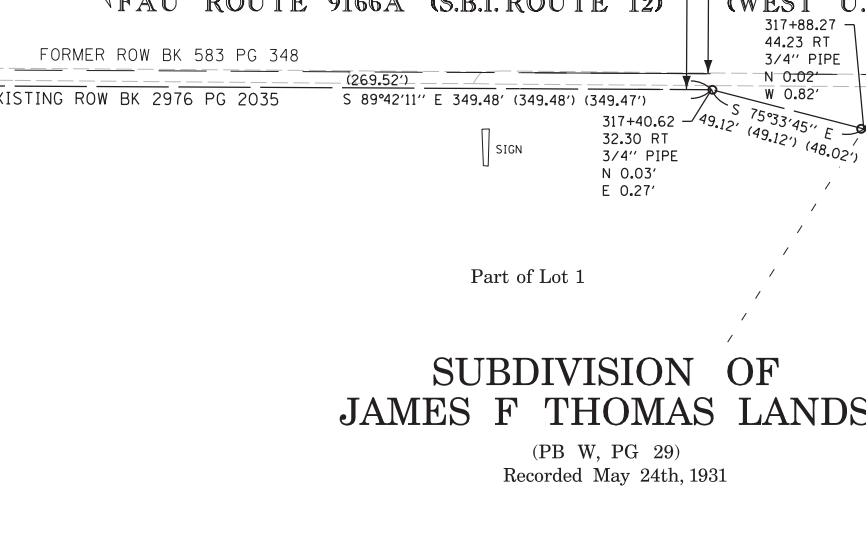 FAU ROUTE 9166A (S.B.I. ROUTE 12) (WEST U.
317+88.27
44.23 RT
3/4" PIPE
N 0.02'
W 0.82'
FORMER ROW BK 583 PG 348
(269.52')
XISTING ROW BK 2976 PG 2035
S 89°42'11" E 349.48' (349.48') (349.47')
S 75°33'45" E
49.12' (49.12') (48.02')
317+40.62
32.30 RT
3/4" PIPE
N 0.03'
E 0.27'
SIGN
Part of Lot 1
SUBDIVISION OF
JAMES F THOMAS LANDS
(PB W, PG 29)
Recorded May 24th, 1931